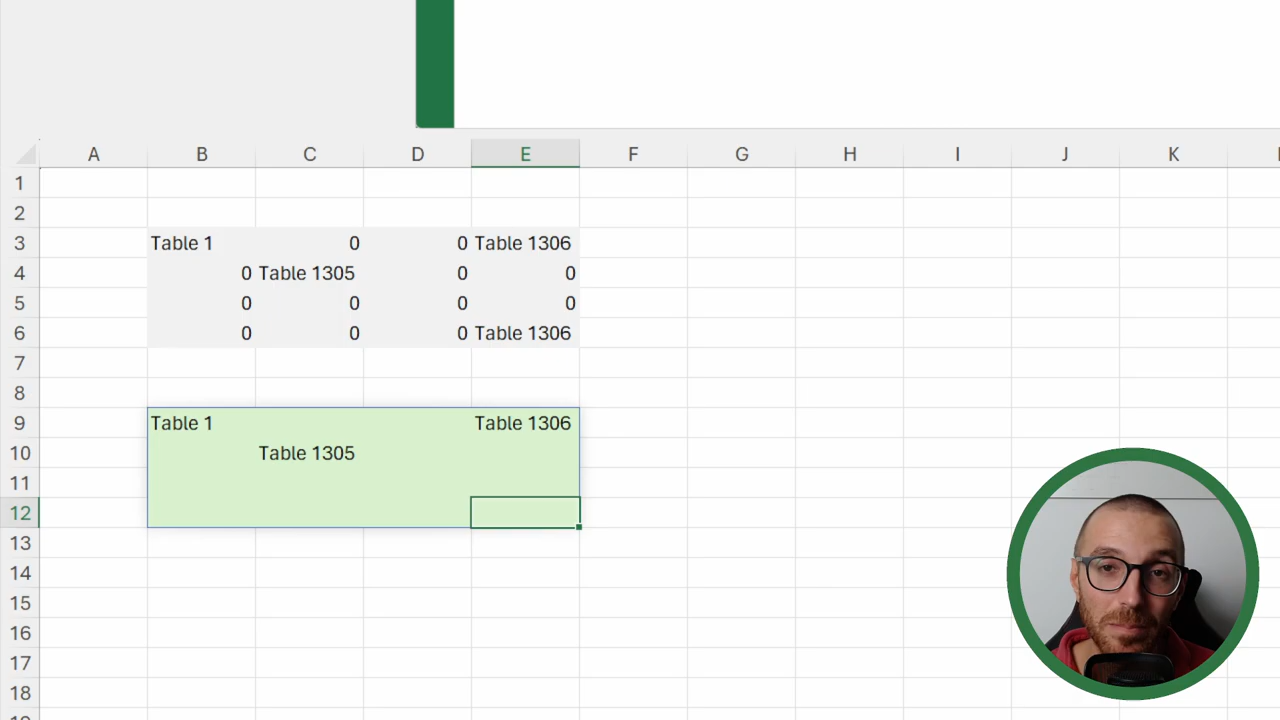 A B C D E F G H I J K
1
2
3 Table 1 0 0 Table 1306
4 0 Table 1305 0 0
5 0 0 0 0
6 0 0 0 Table 1306
7
8
9 Table 1 Table 1306
10 Table 1305
11
12
13
14
15
16
17
18